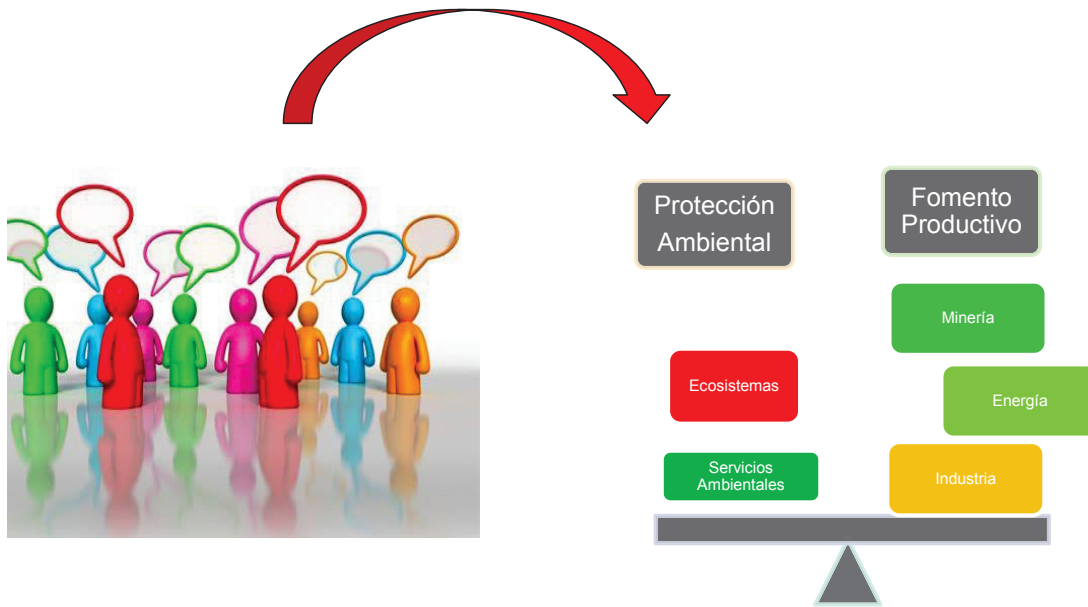 Protección
Ambiental
Fomento
Productivo
Minería
Ecosistemas
Energía
Servicios
Ambientales
Industria